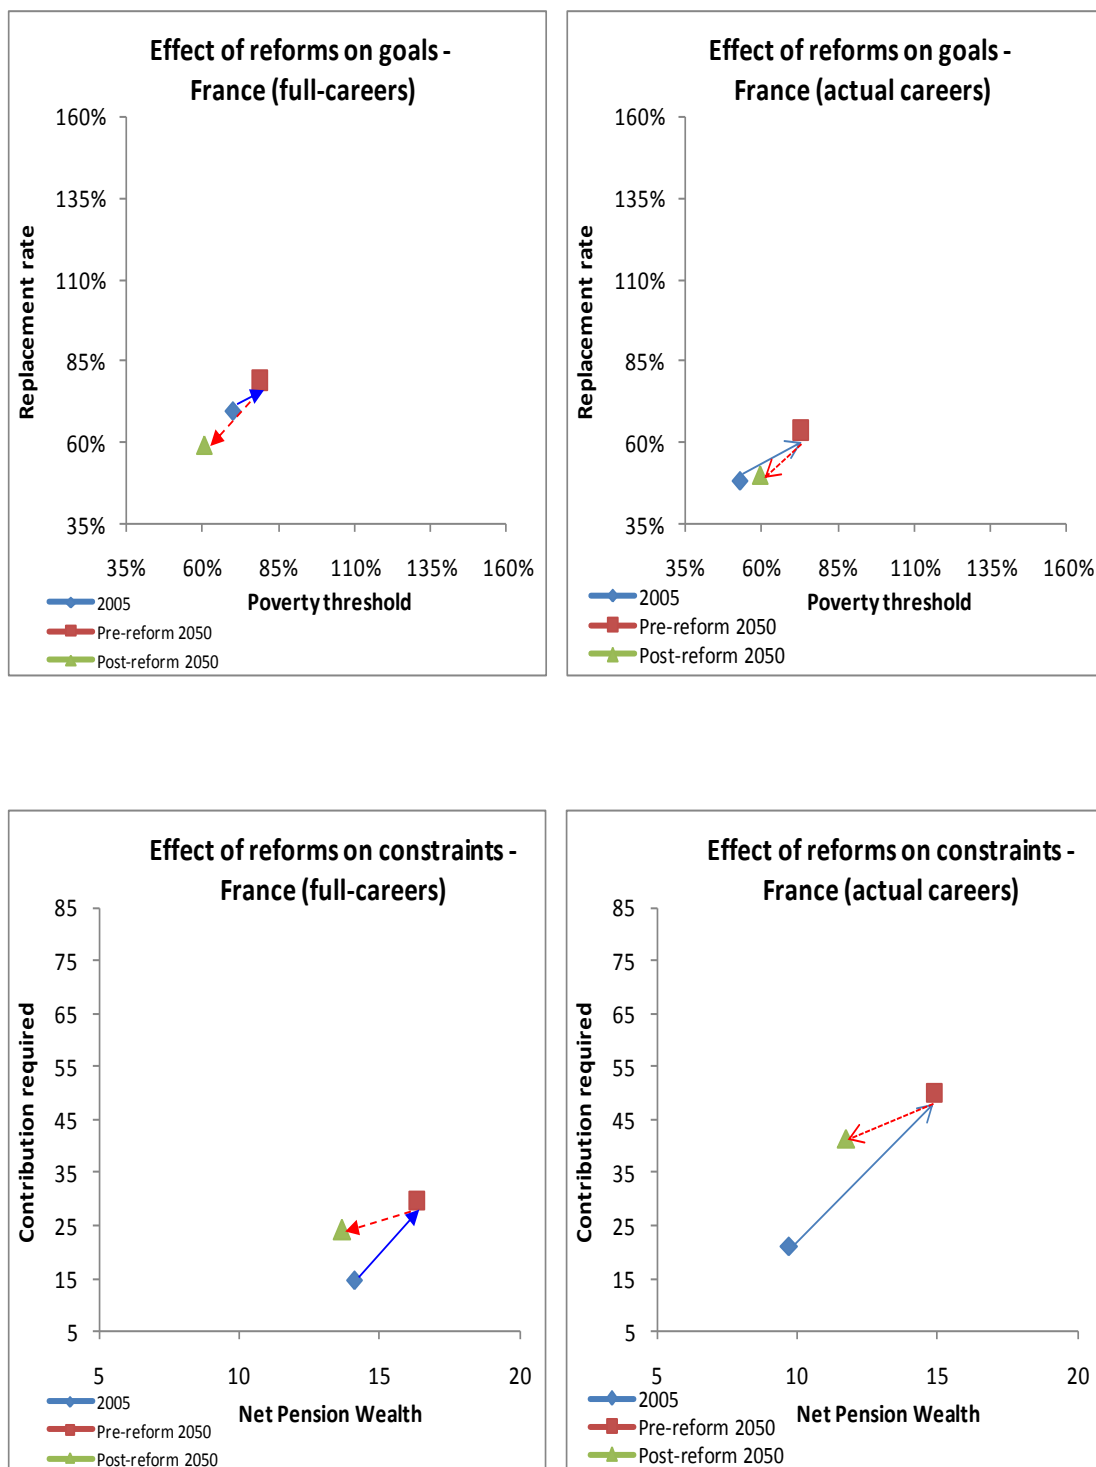 Effect of reforms on goals -
France (full-careers)
160%
135%
110%
85%
60%
35%
Replacement rate
35% 60% 85% 110% 135% 160%
Poverty threshold
2005
Pre-reform 2050
Post-reform 2050
Effect of reforms on goals -
France (actual careers)
160%
135%
110%
85%
60%
35%
Replacement rate
35% 60% 85% 110% 135% 160%
Poverty threshold
2005
Pre-reform 2050
Post-reform 2050
Effect of reforms on constraints -
France (full-careers)
85
75
65
55
45
35
25
15
5
Contribution required
5 10 15 20
Net Pension Wealth
2005
Pre-reform 2050
Post-reform 2050
Effect of reforms on constraints -
France (actual careers)
85
75
65
55
45
35
25
15
5
Contribution required
5 10 15 20
Net Pension Wealth
2005
Pre-reform 2050
Post-reform 2050